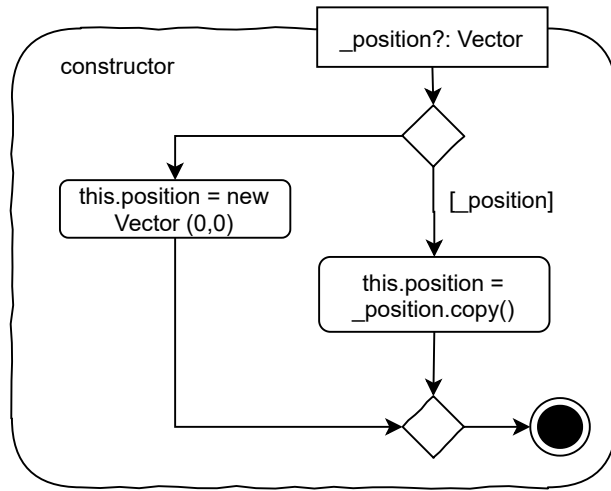 _position?: Vector
constructor
this.position = new
Vector (0,0)
[_position]
this.position =
_position.copy()